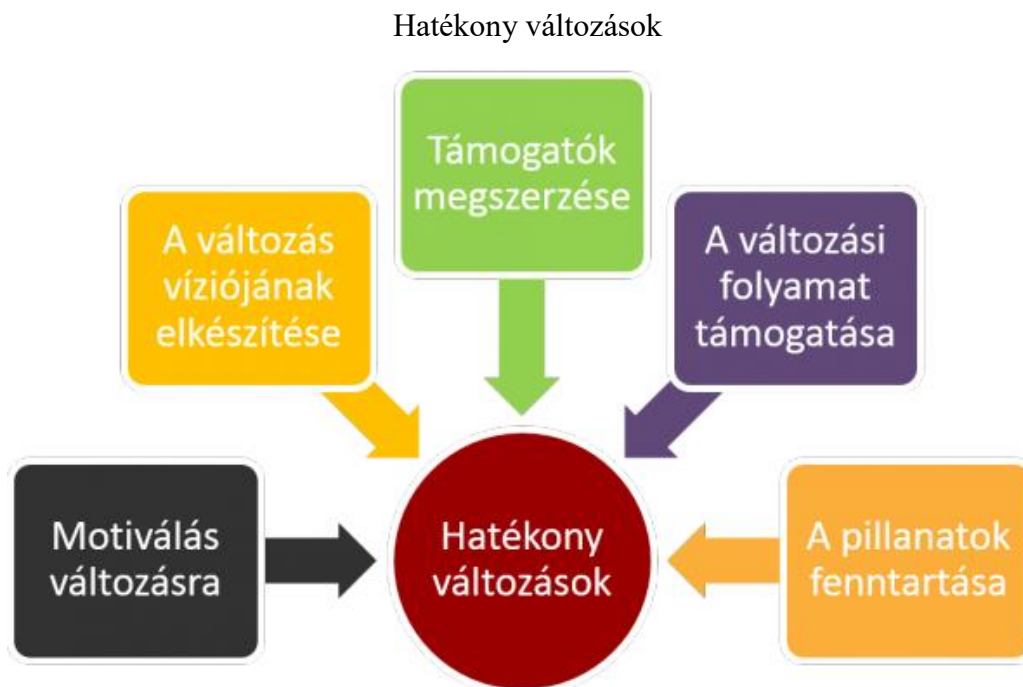 Hatékony változások
Támogatók
megszerzése
A változás
víziójának
elkészítése
A változási
folyamat
támogatása
Motiválás
változásra
Hatékony
változások
A pillanatok
fenntartása